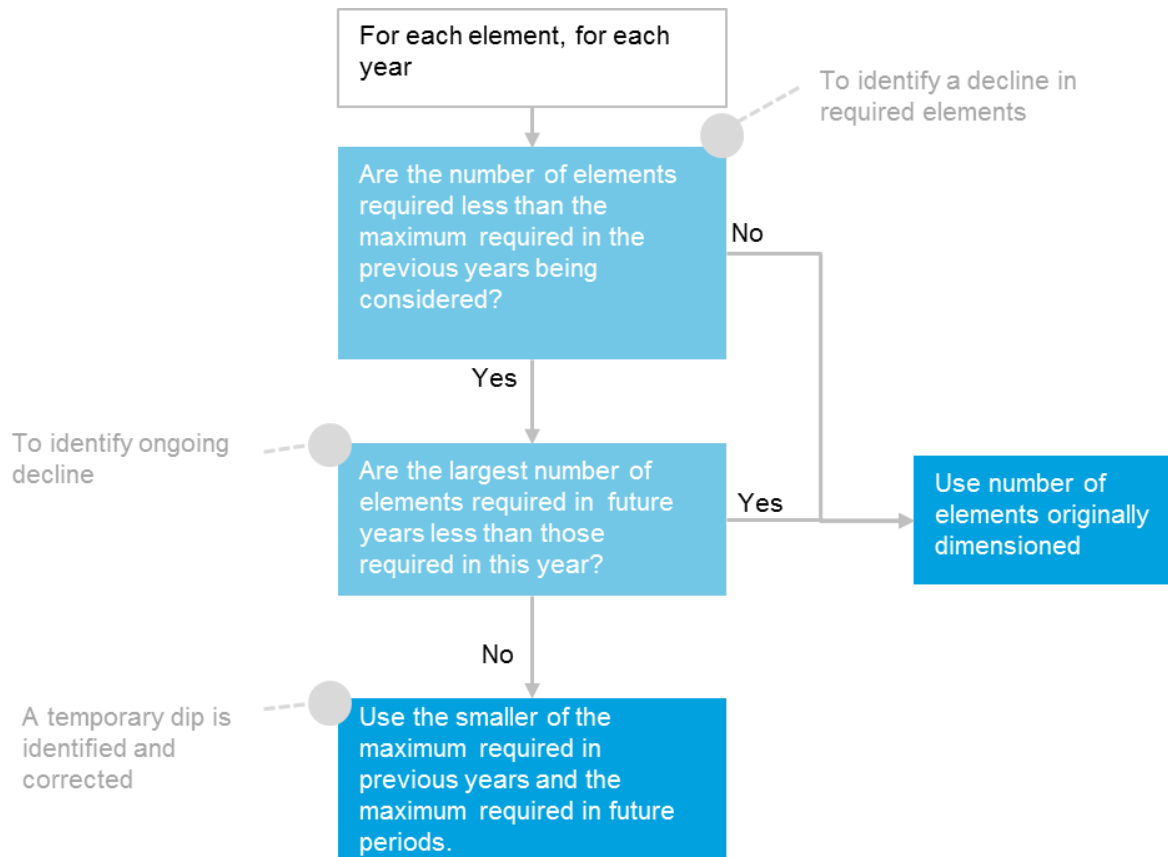 For each element, for each
year
To identify a decline in
required elements
Are the number of elements
required less than the
maximum required in the
previous years being
considered?
No
Yes
To identify ongoing
decline
Are the largest number of
elements required in future
years less than those
required in this year?
Yes
Use number of
elements originally
dimensioned
No
A temporary dip is
identified and
corrected
Use the smaller of the
maximum required in
previous years and the
maximum required in future
periods.